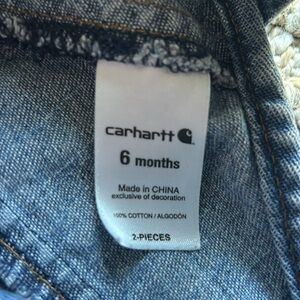 carhartt
6 months
Made in CHINA
exclusive of decoration
100% COTTON / ALGODÓN
2-PIECES